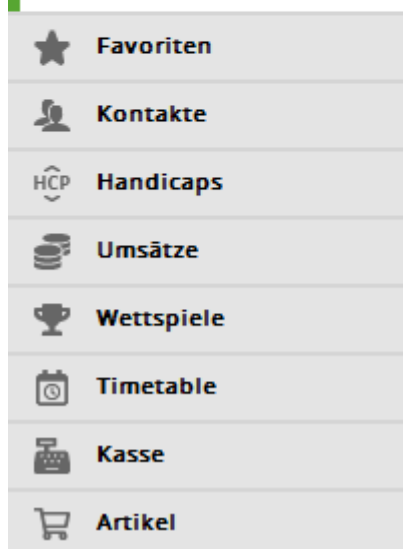 Favoriten
Kontakte
HCP Handicaps
Umsätze
Wettspiele
Timetable
Kasse
Artikel